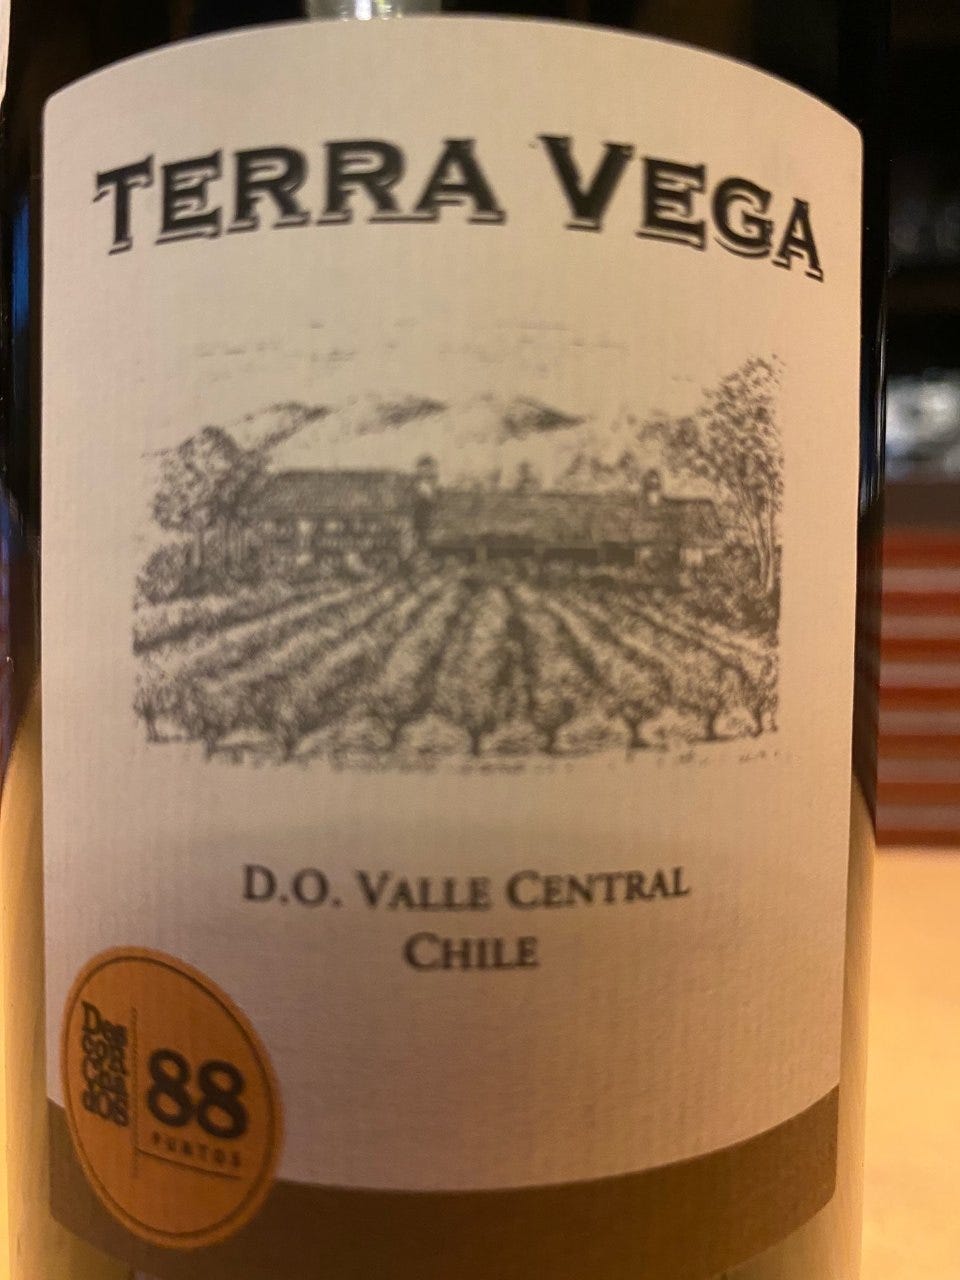 TERRA VEGA
D.O. VALLE CENTRAL
CHILE
Des
cor
cha
dos
88
PUNTOS